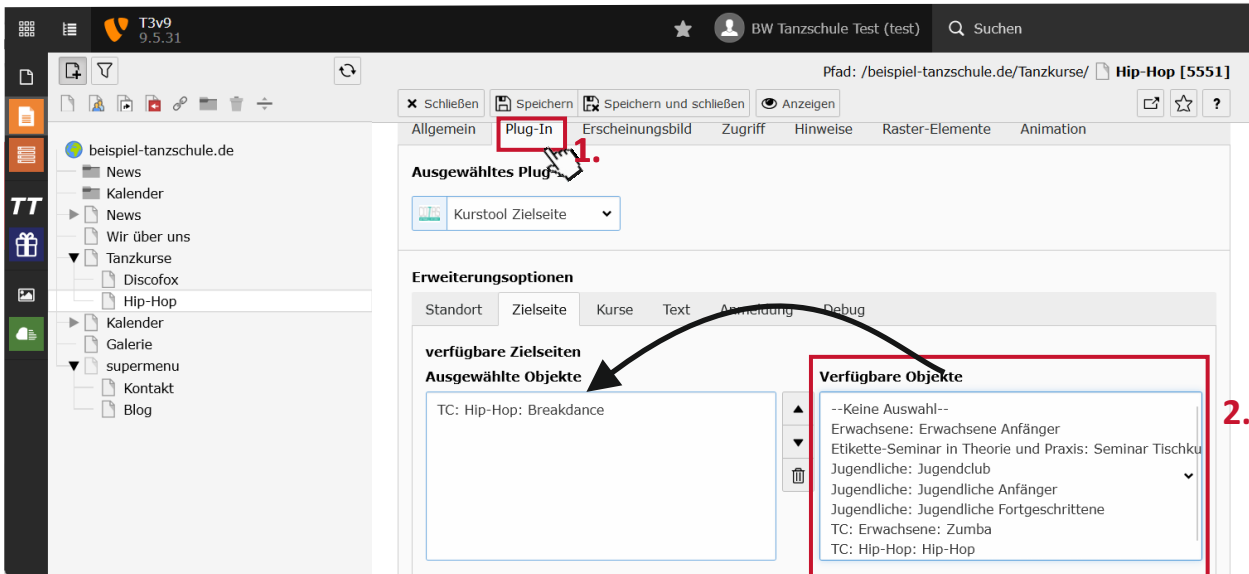 T3v9
9.5.31
BW Tanzschule Test (test)
Suchen
Pfad: /beispiel-tanzschule.de/Tanzkurse/ Hip-Hop [5551]
Schließen Speichern Speichern und schließen Anzeigen ?
Allgemein Plug-In Erscheinungsbild Zugriff Hinweise Raster-Elemente Animation
1.
beispiel-tanzschule.de
News
Kalender
News
Wir über uns
Tanzkurse
Discofox
Hip-Hop
Kalender
Galerie
supermenu
Kontakt
Blog
TT
Ausgewähltes Plug-
Kurstool Zielseite
Erweiterungsoptionen
Standort Zielseite Kurse Text Anmeldung Debug
verfügbare Zielseiten
Ausgewählte Objekte
TC: Hip-Hop: Breakdance
Verfügbare Objekte
2.
--Keine Auswahl--
Erwachsene: Erwachsene Anfänger
Etikette-Seminar in Theorie und Praxis: Seminar Tischku
Jugendliche: Jugendclub
Jugendliche: Jugendliche Anfänger
Jugendliche: Jugendliche Fortgeschrittene
TC: Erwachsene: Zumba
TC: Hip-Hop: Hip-Hop